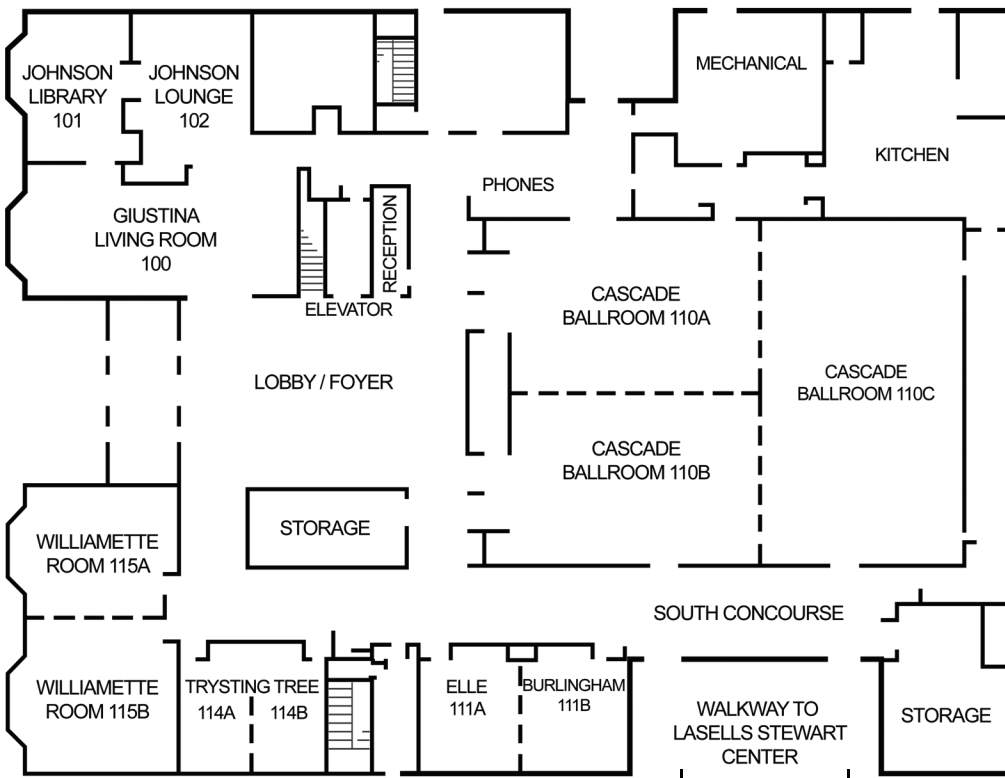 JOHNSON
LIBRARY
101
JOHNSON
LOUNGE
102
MECHANICAL
KITCHEN
PHONES
GIUSTINA
LIVING ROOM
100
RECEPTION
ELEVATOR
CASCADE
BALLROOM 110A
LOBBY / FOYER
CASCADE
BALLROOM 110C
CASCADE
BALLROOM 110B
STORAGE
WILLIAMETTE
ROOM 115A
SOUTH CONCOURSE
WILLIAMETTE
ROOM 115B
TRYSTING TREE
114A 114B
ELLE
111A
BURLINGHAM
111B
WALKWAY TO
LASELLS STEWART
CENTER
STORAGE